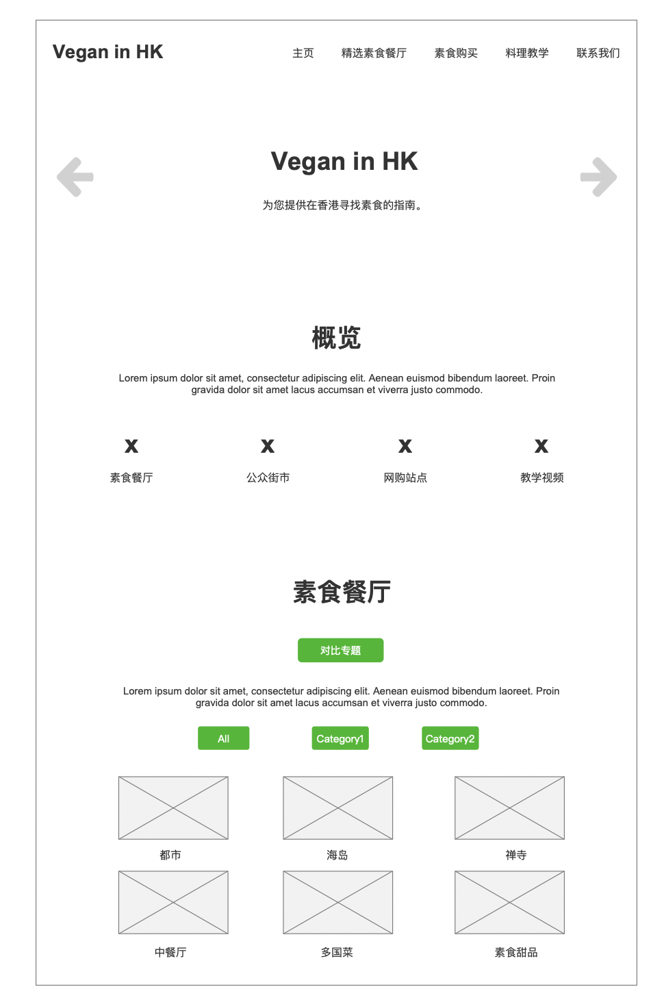 Vegan in HK
主页 精选素食餐厅 素食购买 料理教学 联系我们
Vegan in HK
为您提供在香港寻找素食的指南。
概览
Lorem ipsum dolor sit amet, consectetur adipiscing elit. Aenean euismod bibendum laoreet. Proin
gravida dolor sit amet lacus accumsan et viverra justo commodo.
x x x x
素食餐厅 公众街市 网购站点 教学视频
素食餐厅
对比专题
Lorem ipsum dolor sit amet, consectetur adipiscing elit. Aenean euismod bibendum laoreet. Proin
gravida dolor sit amet lacus accumsan et viverra justo commodo.
All Category1 Category2
都市 海岛 禅寺
中餐厅 多国菜 素食甜品